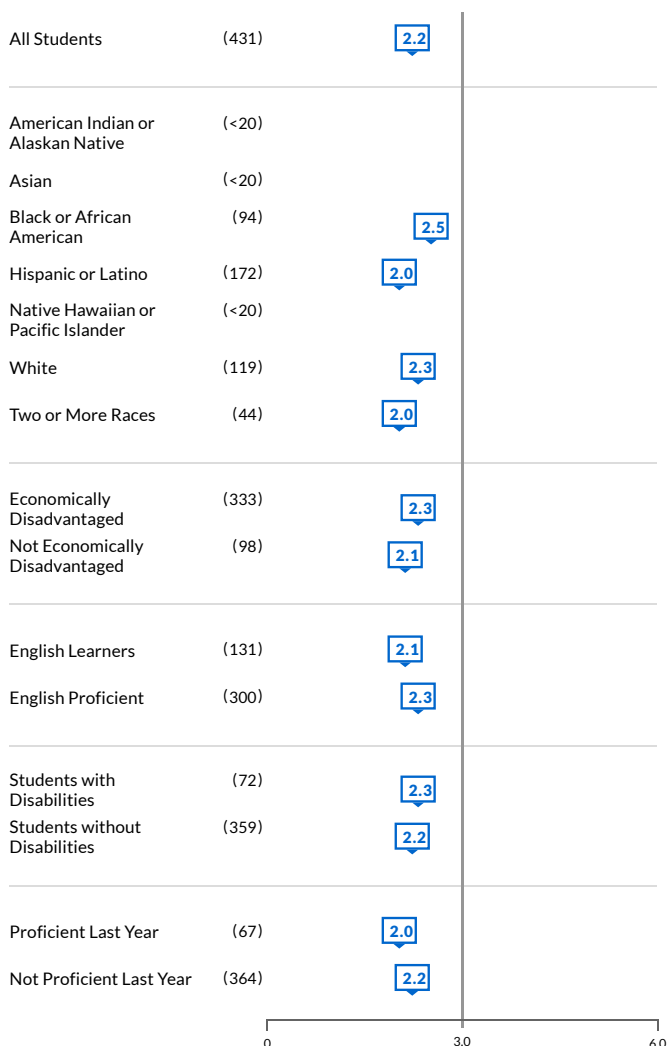 All Students (431) 2.2
American Indian or (<20)
Alaskan Native
Asian (<20)
Black or African (94) 2.5
American
Hispanic or Latino (172) 2.0
Native Hawaiian or (<20)
Pacific Islander
White (119) 2.3
Two or More Races (44) 2.0
Economically (333) 2.3
Disadvantaged
Not Economically (98) 2.1
Disadvantaged
English Learners (131) 2.1
English Proficient (300) 2.3
Students with (72) 2.3
Disabilities
Students without (359) 2.2
Disabilities
Proficient Last Year (67) 2.0
Not Proficient Last Year (364) 2.2
0 3.0 6.0